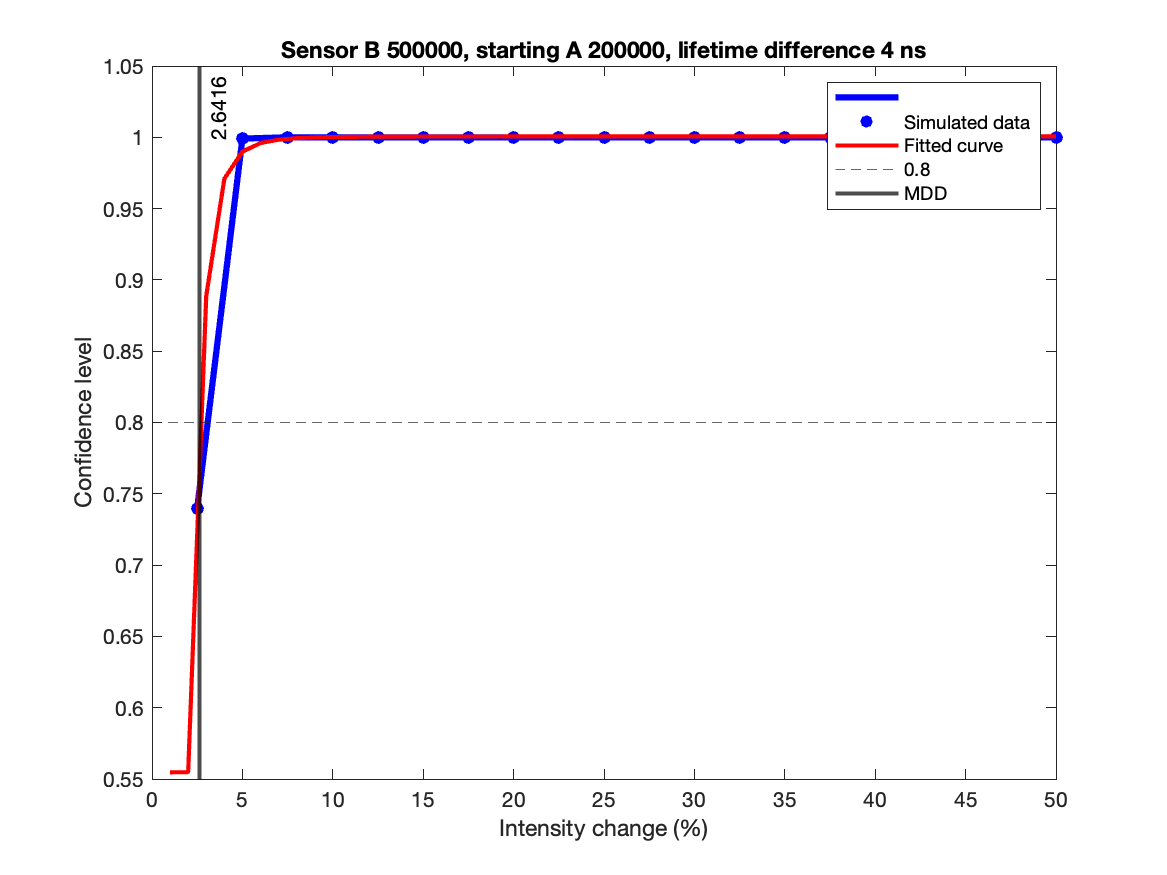 Sensor B 500000, starting A 200000, lifetime difference 4 ns
1.05
1
0.95
0.9
0.85
0.8
0.75
0.7
0.65
0.6
0.55
Confidence level
2.6416
Simulated data
Fitted curve
0.8
MDD
0 5 10 15 20 25 30 35 40 45 50
Intensity change (%)